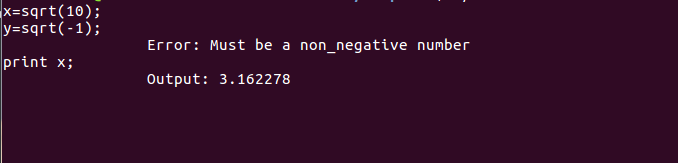 x=sqrt(10);
y=sqrt(-1);
Error: Must be a non_negative number
print x;
Output: 3.162278